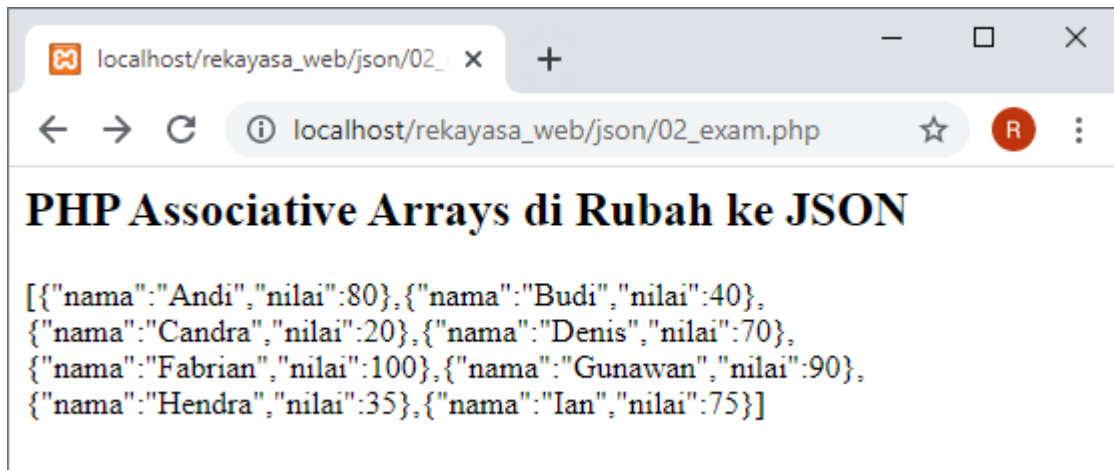 localhost/rekayasa_web/json/02_
localhost/rekayasa_web/json/02_exam.php
R
PHP Associative Arrays di Rubah ke JSON
[{"nama":"Andi","nilai":80},{"nama":"Budi","nilai":40},
{"nama":"Candra","nilai":20},{"nama":"Denis","nilai":70},
{"nama":"Fabrian","nilai":100},{"nama":"Gunawan","nilai":90},
{"nama":"Hendra","nilai":35},{"nama":"Ian","nilai":75}]